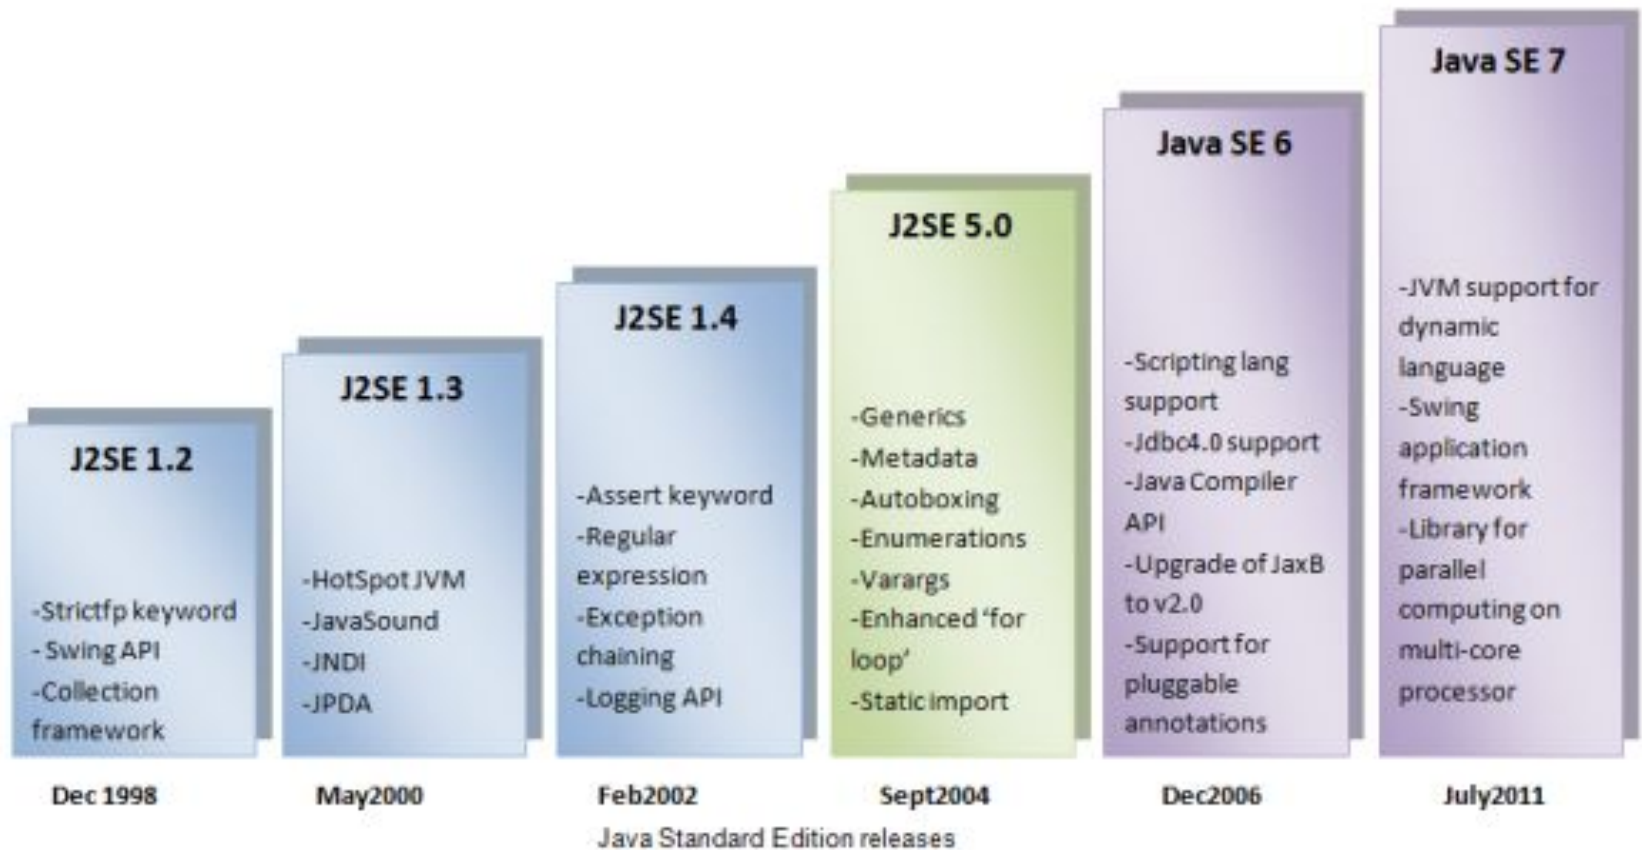 J2SE 1.2
-Strictfp keyword
- Swing API
-Collection
framework
Dec 1998
J2SE 1.3
-HotSpot JVM
-JavaSound
-JNDI
-JPDA
May2000
J2SE 1.4
-Assert keyword
-Regular
expression
-Exception
chaining
-Logging API
Feb2002
J2SE 5.0
-Generics
-Metadata
-Autoboxing
-Enumerations
-Varargs
-Enhanced ‘for
loop’
-Static import
Sept2004
Java SE 6
-Scripting lang
support
-Jdbc4.0 support
-Java Compiler
API
-Upgrade of JaxB
to v2.0
-Support for
pluggable
annotations
Dec2006
Java SE 7
-JVM support for
dynamic
language
-Swing
application
framework
-Library for
parallel
computing on
multi-core
processor
July2011
Java Standard Edition releases